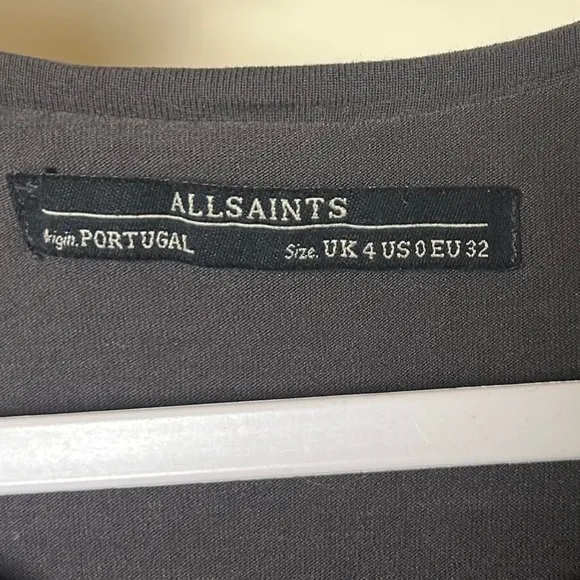 ALLSAINTS
Origin. PORTUGAL Size. UK 4 US 0 EU 32